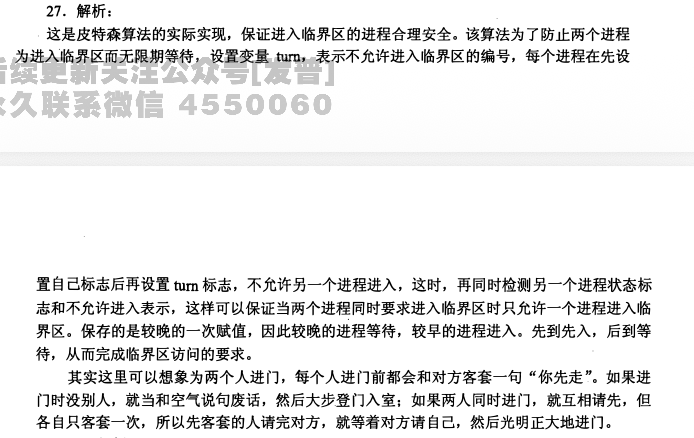 27．解析：
这是皮特森算法的实际实现，保证进入临界区的进程合理安全。该算法为了防止两个进程
为进入临界区而无限期等待，设置变量 turn，表示不允许进入临界区的编号，每个进程在先设
后续更新关注公众号[发普]
永久联系微信 4550060
置自己标志后再设置 turn 标志，不允许另一个进程进入，这时，再同时检测另一个进程状态标
志和不允许进入表示，这样可以保证当两个进程同时要求进入临界区时只允许一个进程进入临
界区。保存的是较晚的一次赋值，因此较晚的进程等待，较早的进程进入。先到先入，后到等
待，从而完成临界区访问的要求。
其实这里可以想象为两个人进门，每个人进门前都会和对方客套一句“你先走”。如果进
门时没别人，就当和空气说句废话，然后大步登门入室；如果两人同时进门，就互相请先，但
各自只客套一次，所以先客套的人请完对方，就等着对方请自己，然后光明正大地进门。